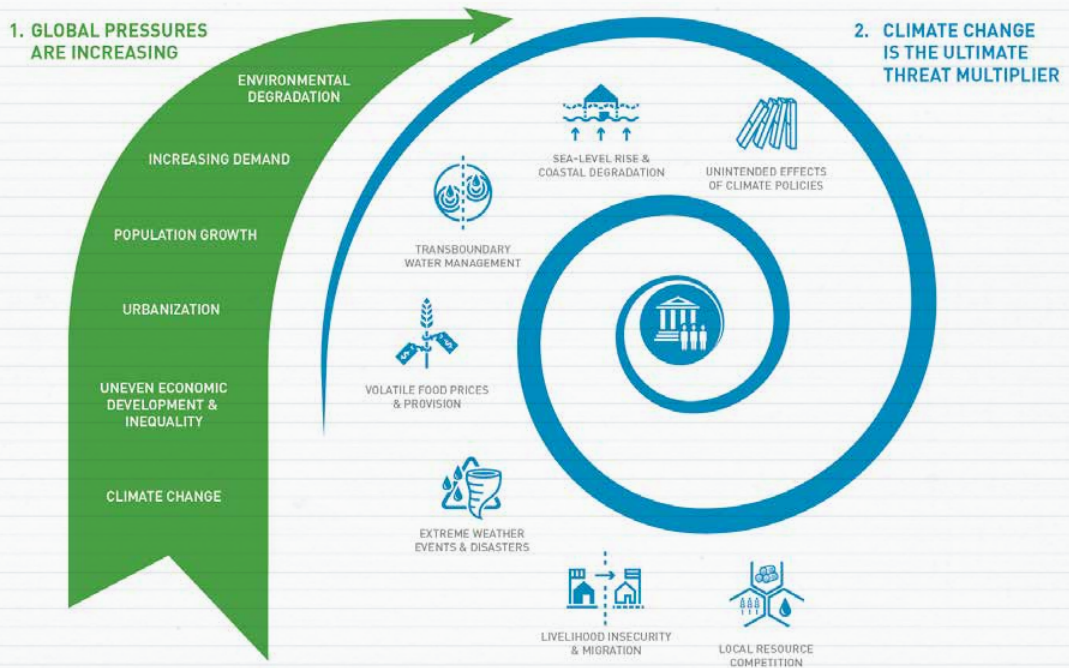 1. GLOBAL PRESSURES
ARE INCREASING
ENVIRONMENTAL
DEGRADATION
INCREASING DEMAND
POPULATION GROWTH
URBANIZATION
UNEVEN ECONOMIC
DEVELOPMENT &
INEQUALITY
CLIMATE CHANGE
2. CLIMATE CHANGE
IS THE ULTIMATE
THREAT MULTIPLIER
SEA-LEVEL RISE &
COASTAL DEGRADATION
UNINTENDED EFFECTS
OF CLIMATE POLICIES
TRANSBOUNDARY
WATER MANAGEMENT
VOLATILE FOOD PRICES
& PROVISION
EXTREME WEATHER
EVENTS & DISASTERS
LIVELIHOOD INSECURITY
& MIGRATION
LOCAL RESOURCE
COMPETITION